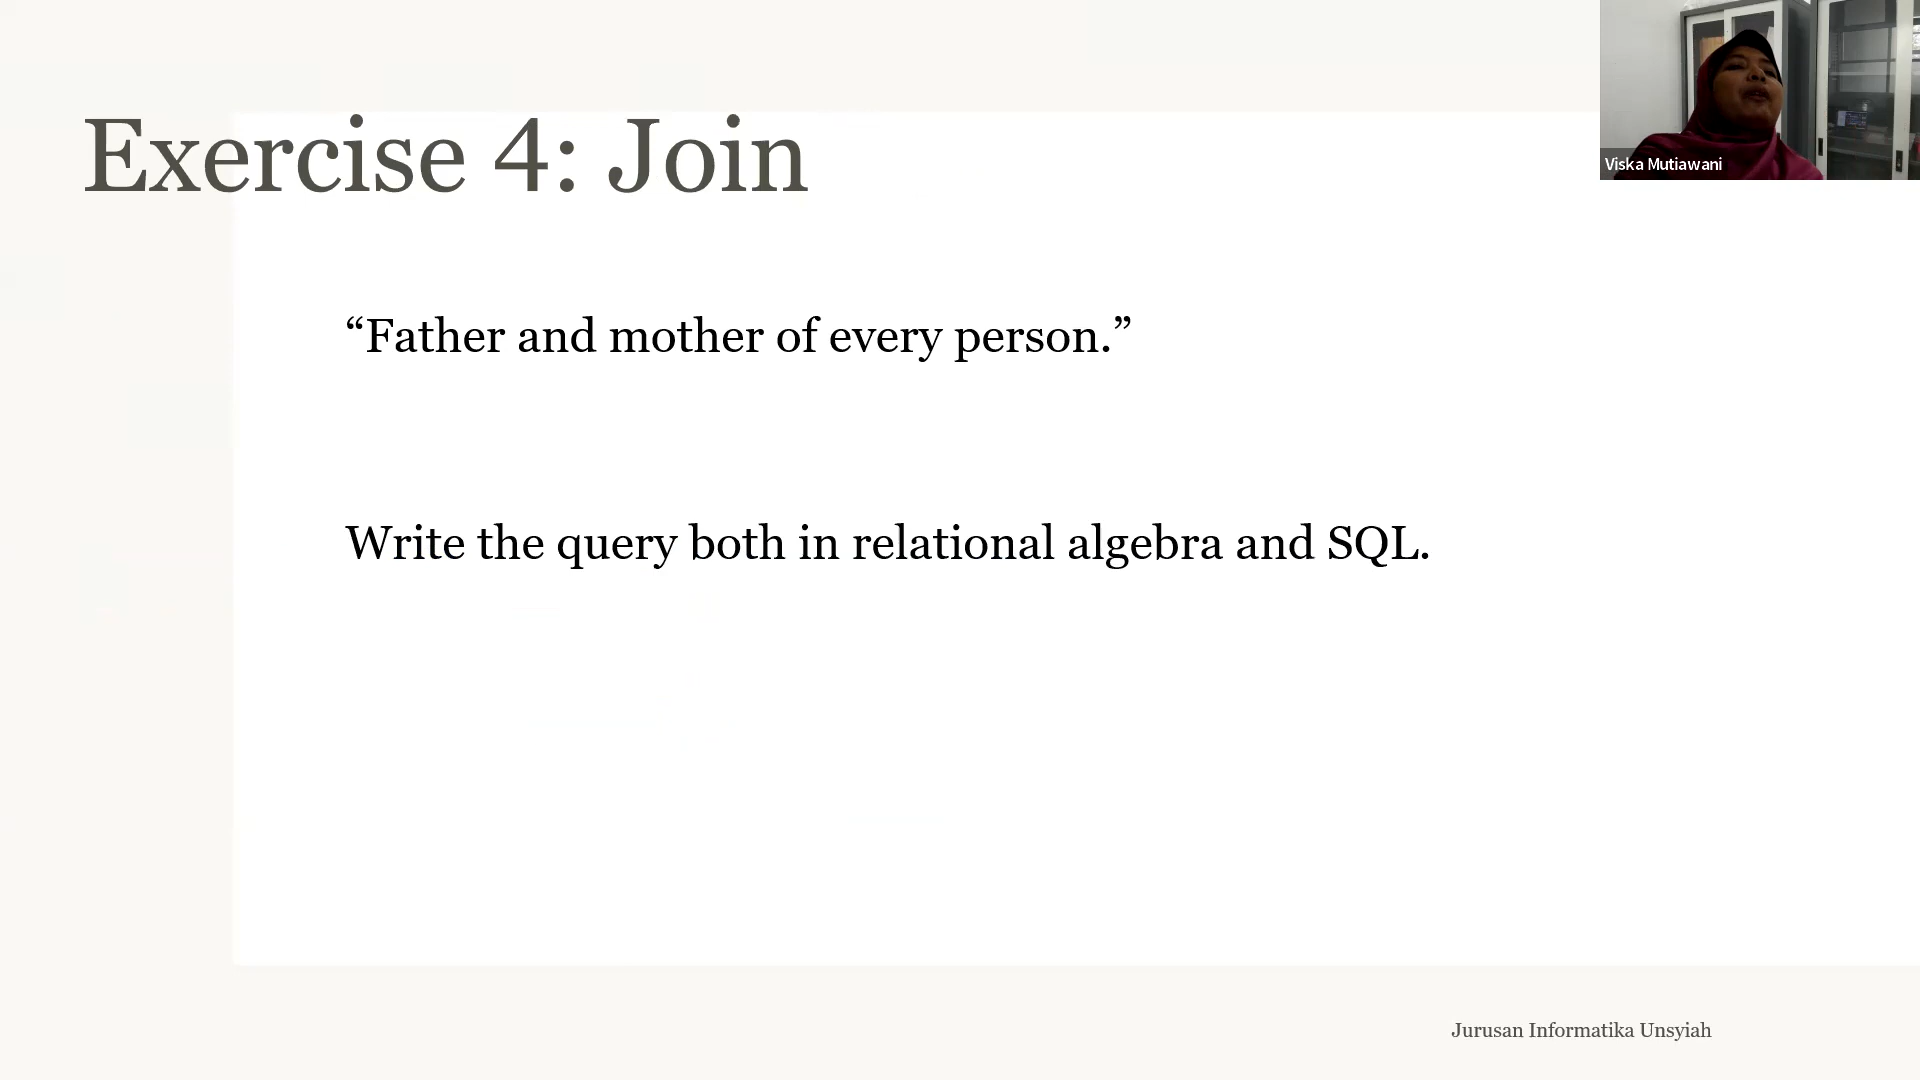 Exercise 4: Join
Viska Mutiawani
“Father and mother of every person.”
Write the query both in relational algebra and SQL.
Jurusan Informatika Unsyiah